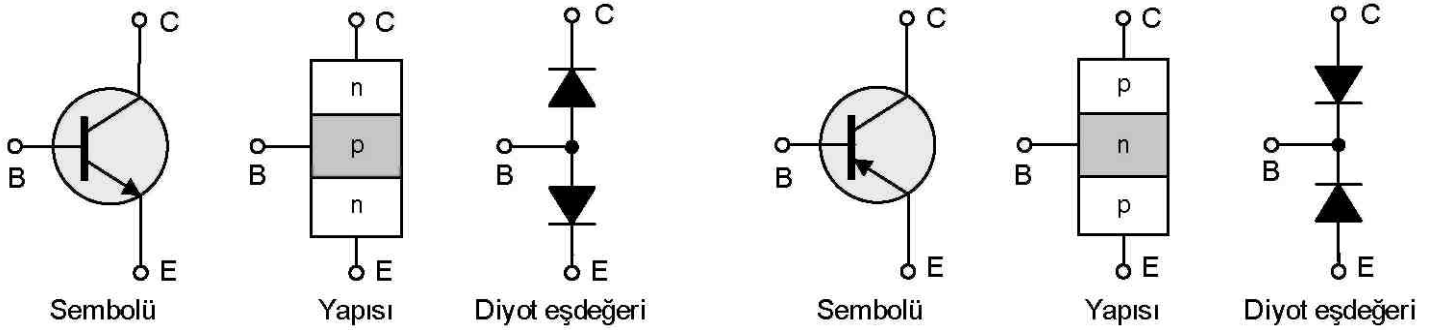 C C C C C C
n p
B B p B B B n B
n p
E E E E E E
Sembolü Yapısı Diyot eşdeğeri Sembolü Yapısı Diyot eşdeğeri